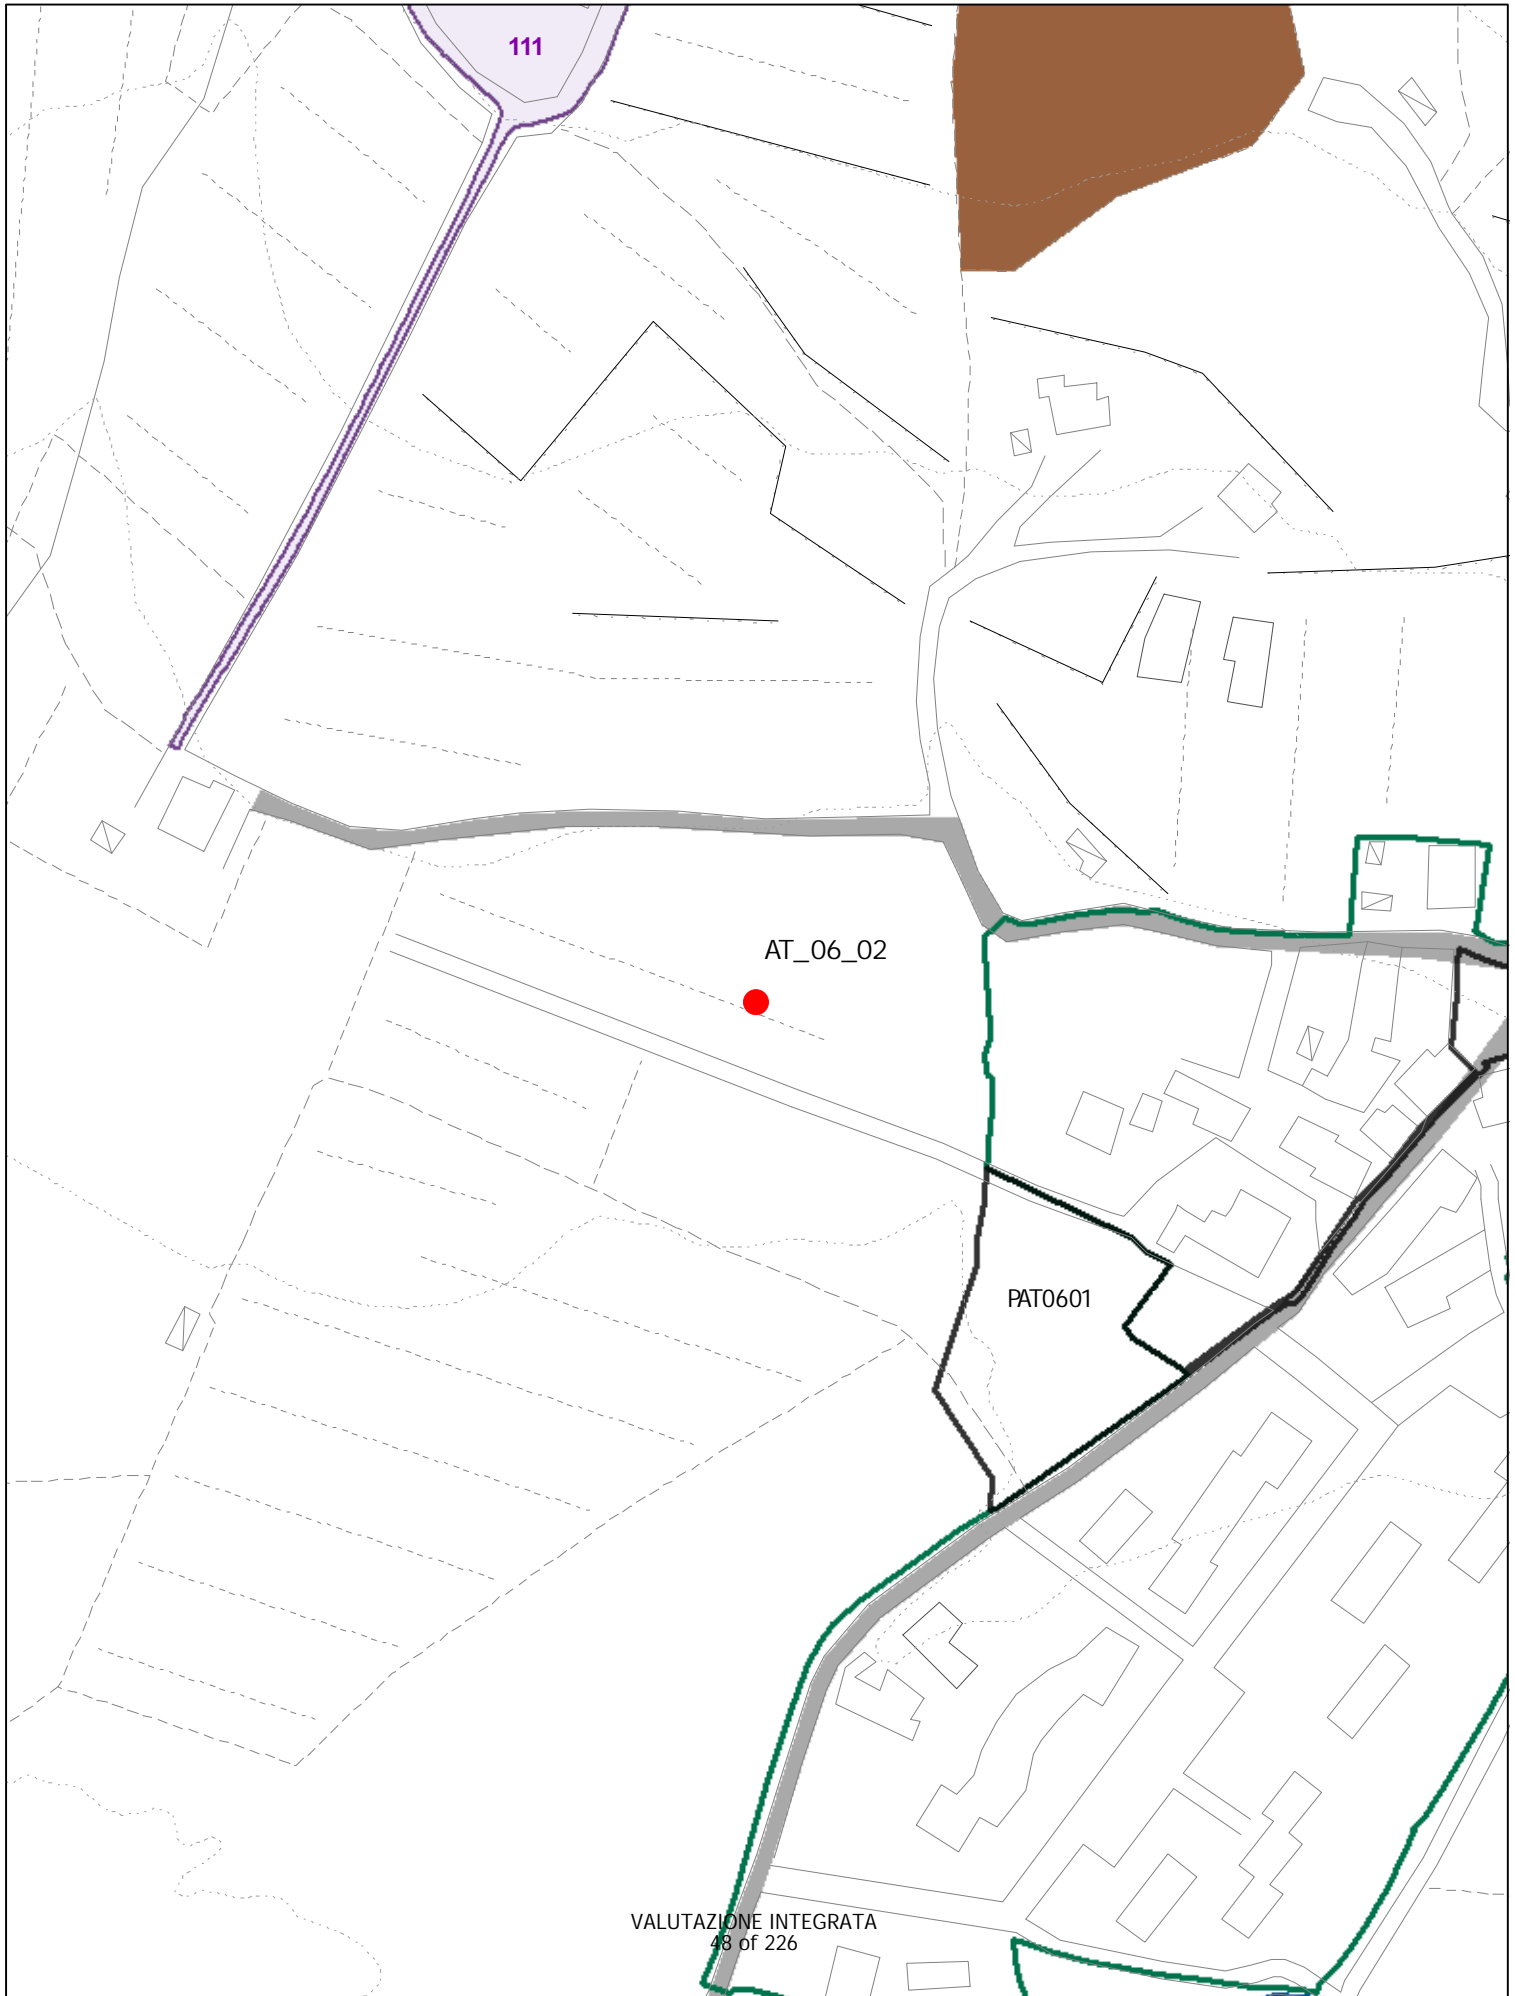 111
AT_06_02
PAT0601
VALUTAZIONE INTEGRATA
48 of 226